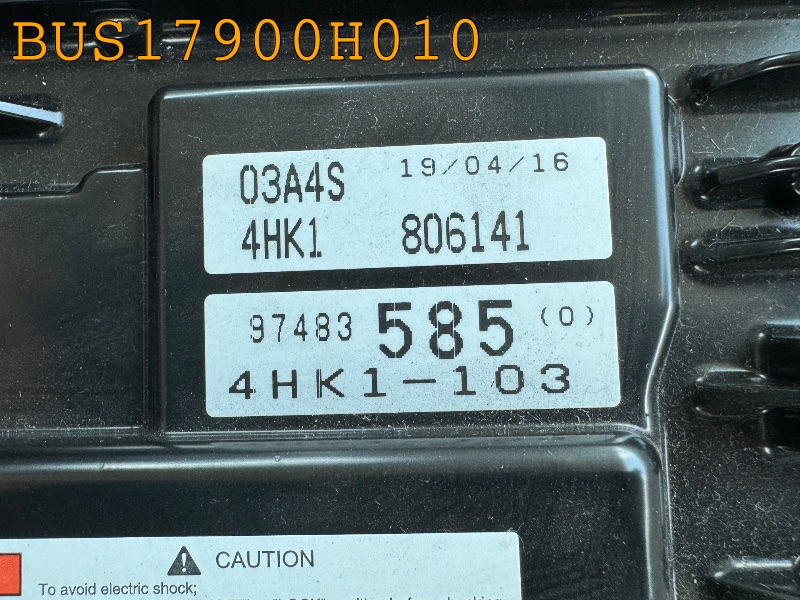 BUS17900H010
03A4S 19/04/16
4HK1 806141
97483 585 (0)
4HK1-103
CAUTION
To avoid electric shock;